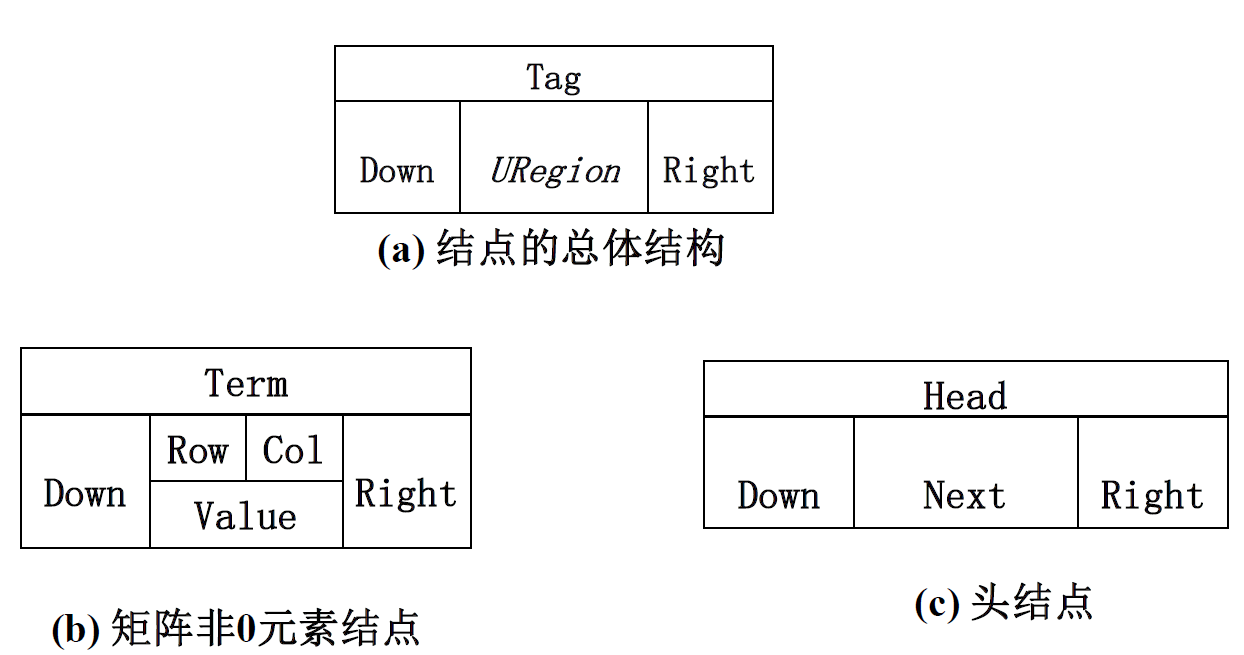 Tag
Down URegion Right
(a) 结点的总体结构
Term
Row Col
Down Right
Value
(b) 矩阵非0元素结点
Head
Down Next Right
(c) 头结点